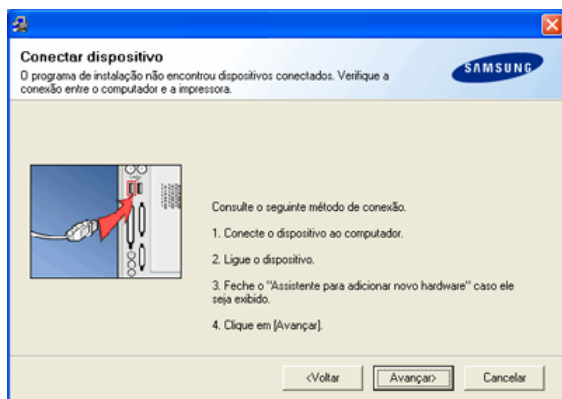 Conectar dispositivo
O programa de instalação não encontrou dispositivos conectados. Verifique a
conexão entre o computador e a impressora.
SAMSUNG
Consulte o seguinte método de conexão.
1. Conecte o dispositivo ao computador.
2. Ligue o dispositivo.
3. Feche o "Assistente para adicionar novo hardware" caso ele
seja exibido.
4. Clique em [Avançar].
<Voltar
Avançar>
Cancelar